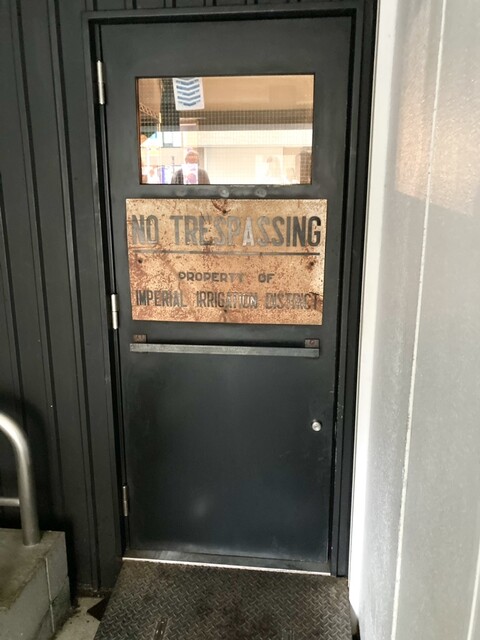 NO TRESPASSING
PROPERTY OF
IMPERIAL IRRIGATION DISTRICT